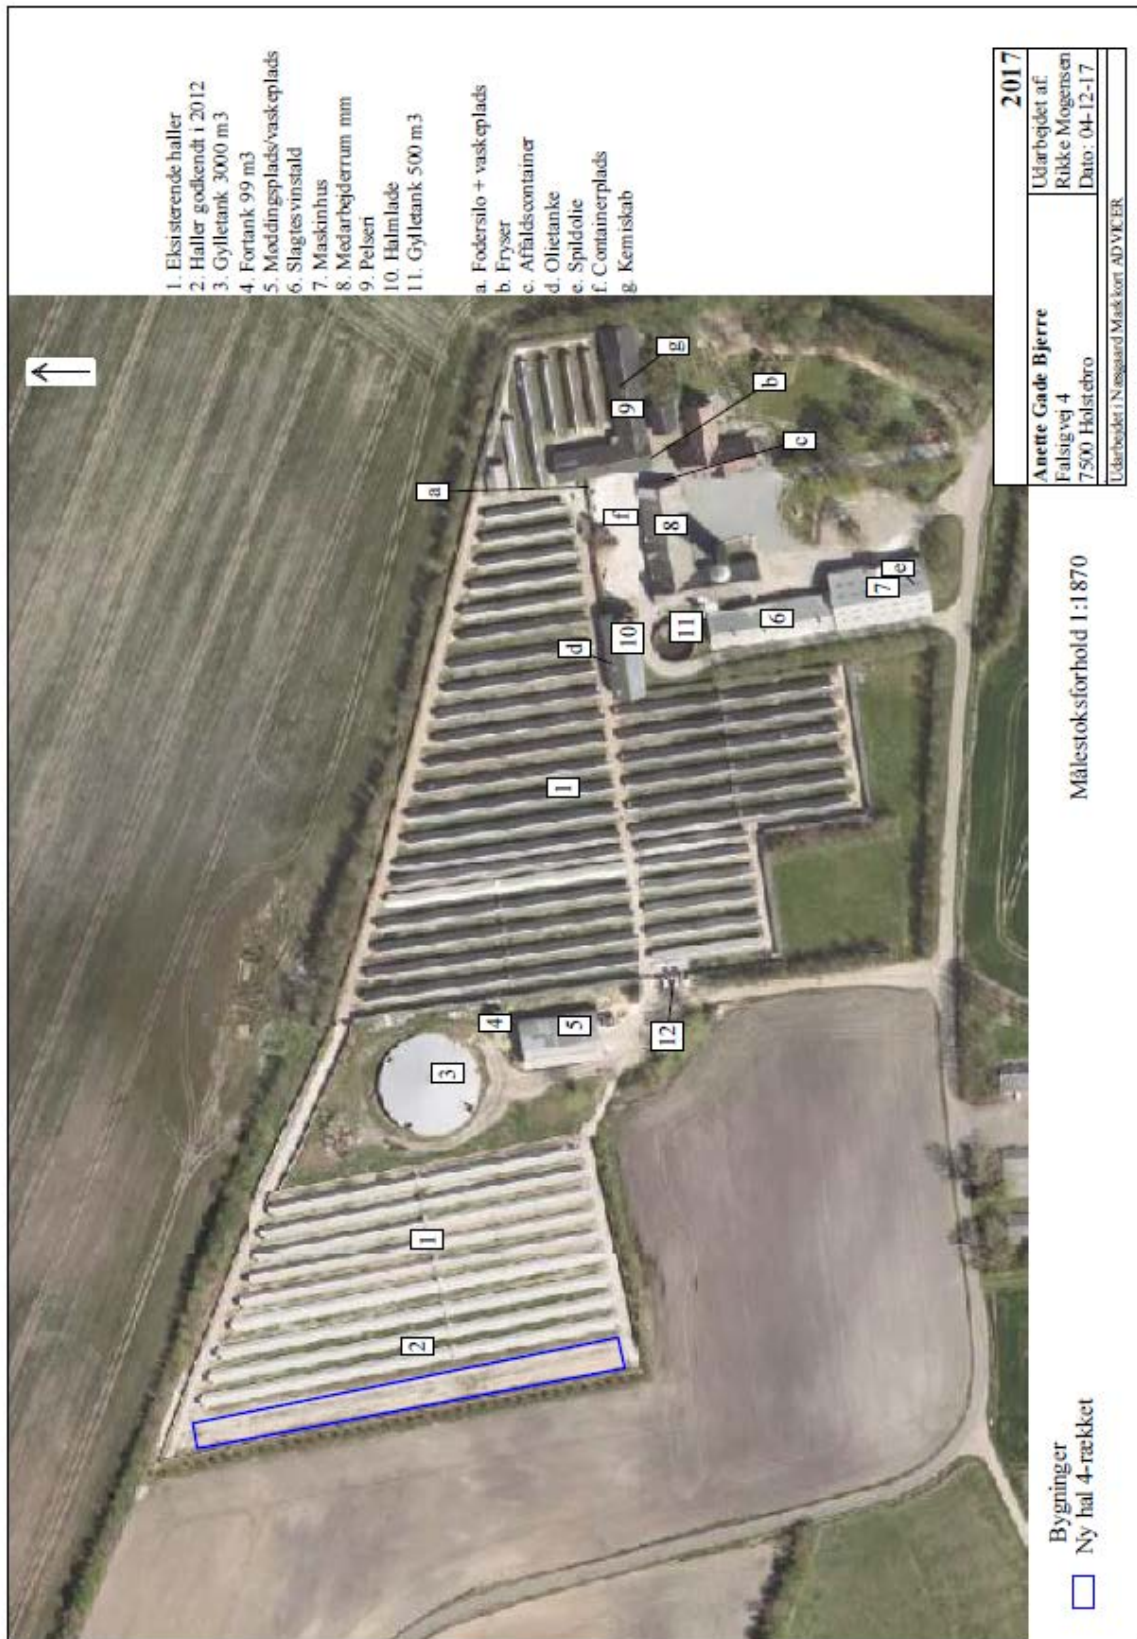 1. Eksisterende haller
2. Haller godkendt i 2012
3. Gylletank 3000 m3
4. Fortank 99 m3
5. Møddingsplads/vaskeplads
6. Slagtesvinstald
7. Maskinhus
8. Medarbejderrum mm
9. Pelseri
10. Halmlade
11. Gylletank 500 m3
a. Fodersilo + vaskeplads
b. Fryser
c. Affaldscontainer
d. Olietanke
e. Spildolie
f. Containerplads
g. Kemiskab
1
2
3
4
5
12
1
d
10
11
6
7
e
8
f
a
9
g
b
c
Bygninger
Ny hal 4-rækket
Målestoksforhold 1:1870
2017
Anette Gade Bjerre
Falsigvej 4
7500 Holstebro
Udarbejdet af:
Rikke Mogensen
Dato: 04-12-17
Udarbejdet i Næsgaard Markkort ADVICER